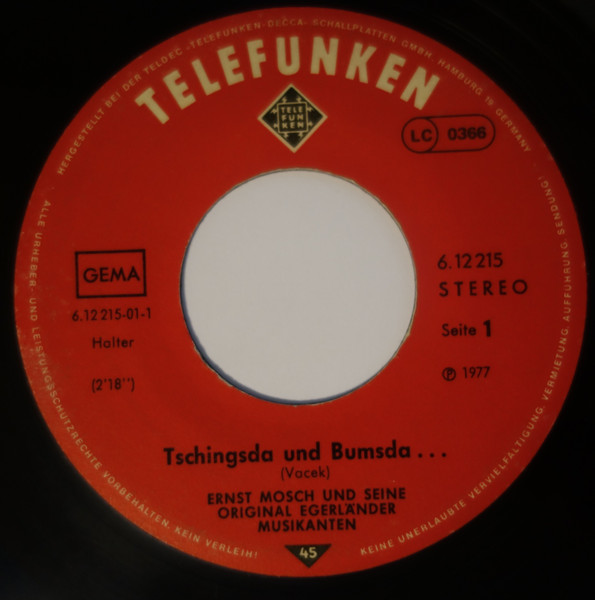 HERGESTELLT BEI DER TELDEC »TELEFUNKEN-DECCA« SCHALLPLATTEN GMBH, HAMBURG 19 GERMANY
TELEFUNKEN
TELE
FUN
KEN
LC 0366
GEMA
6.12 215-01-1
Halter
(2'18'')
6.12 215
STEREO
Seite 1
℗ 1977
Tschingsda und Bumsda...
(Vacek)
ERNST MOSCH UND SEINE
ORIGINAL EGERLÄNDER
MUSIKANTEN
45
ALLE URHEBER- UND LEISTUNGSSCHUTZRECHTE VORBEHALTEN. KEIN VERLEIH!
KEINE UNERLAUBTE VERVIELFÄLTIGUNG, VERMIETUNG, AUFFÜHRUNG, SENDUNG!